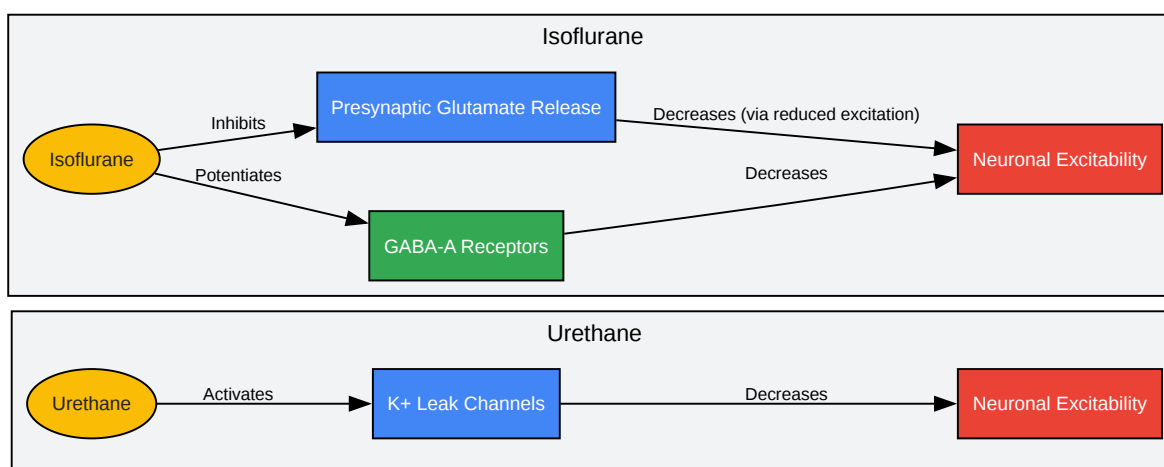 Isoflurane
Presynaptic Glutamate Release
Inhibits
Decreases (via reduced excitation)
Isoflurane
Neuronal Excitability
Potentiates
Decreases
GABA-A Receptors
Urethane
Urethane
Activates
K+ Leak Channels
Decreases
Neuronal Excitability